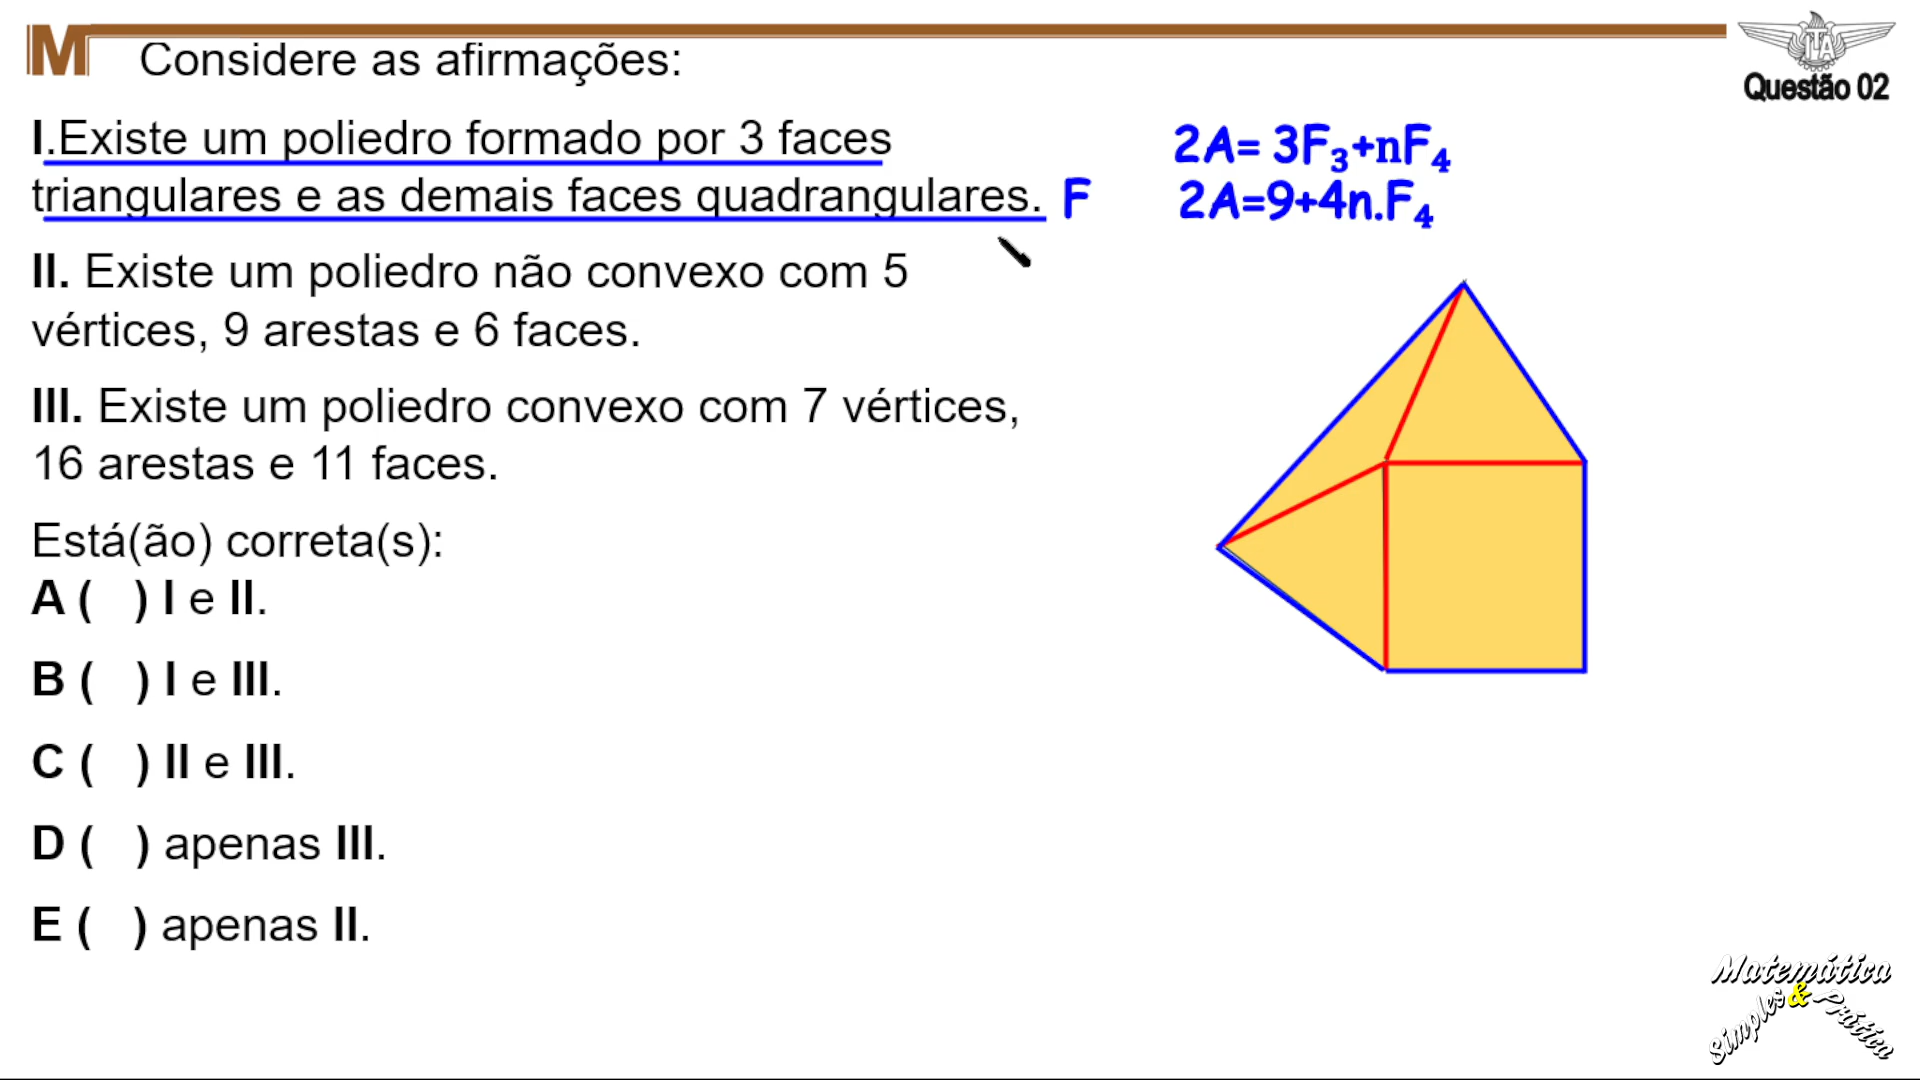 M
Considere as afirmações:
ITA
Questão 02
I.Existe um poliedro formado por 3 faces
triangulares e as demais faces quadrangulares. F
2A= 3F₃+nF₄
2A=9+4n.F₄
II. Existe um poliedro não convexo com 5
vértices, 9 arestas e 6 faces.
III. Existe um poliedro convexo com 7 vértices,
16 arestas e 11 faces.
Está(ão) correta(s):
A ( ) I e II.
B ( ) I e III.
C ( ) II e III.
D ( ) apenas III.
E ( ) apenas II.
Matemática
Simples & Prática